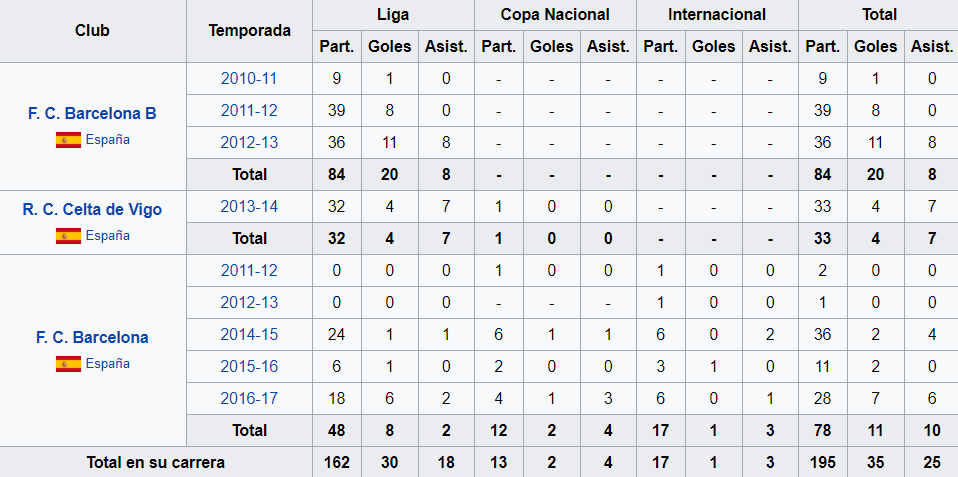 Club Temporada Liga Copa Nacional Internacional Total
Part. Goles Asist. Part. Goles Asist. Part. Goles Asist. Part. Goles Asist.
F. C. Barcelona B
España
2010-11 9 1 0 - - - - - - 9 1 0
2011-12 39 8 0 - - - - - - 39 8 0
2012-13 36 11 8 - - - - - - 36 11 8
Total 84 20 8 - - - - - - 84 20 8
R. C. Celta de Vigo
España
2013-14 32 4 7 1 0 0 - - - 33 4 7
Total 32 4 7 1 0 0 - - - 33 4 7
F. C. Barcelona
España
2011-12 0 0 0 1 0 0 1 0 0 2 0 0
2012-13 0 0 0 - - - 1 0 0 1 0 0
2014-15 24 1 1 6 1 1 6 0 2 36 2 4
2015-16 6 1 0 2 0 0 3 1 0 11 2 0
2016-17 18 6 2 4 1 3 6 0 1 28 7 6
Total 48 8 2 12 2 4 17 1 3 78 11 10
Total en su carrera 162 30 18 13 2 4 17 1 3 195 35 25